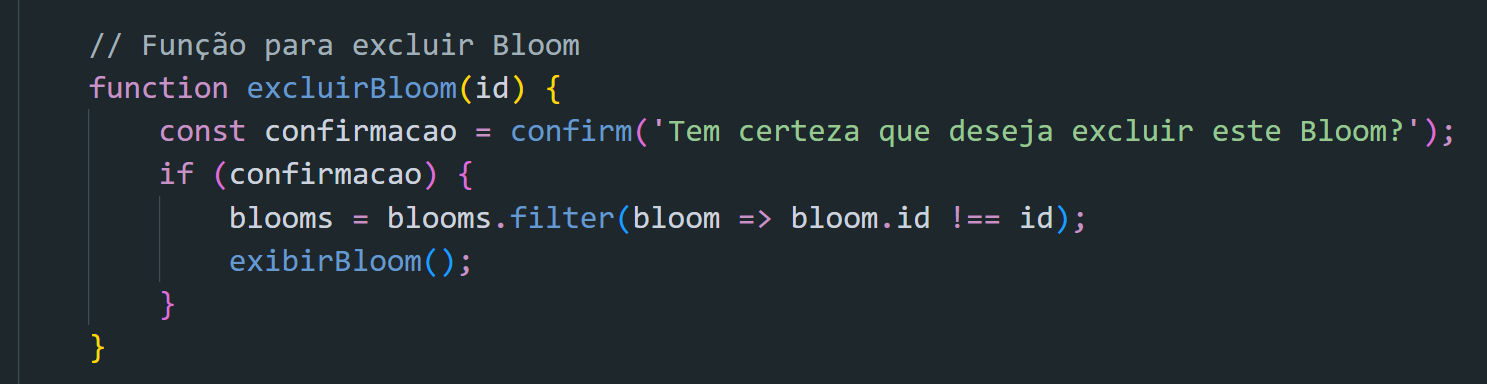 // Função para excluir Bloom
function excluirBloom(id) {
    const confirmacao = confirm('Tem certeza que deseja excluir este Bloom?');
    if (confirmacao) {
        blooms = blooms.filter(bloom => bloom.id !== id);
        exibirBloom();
    }
}